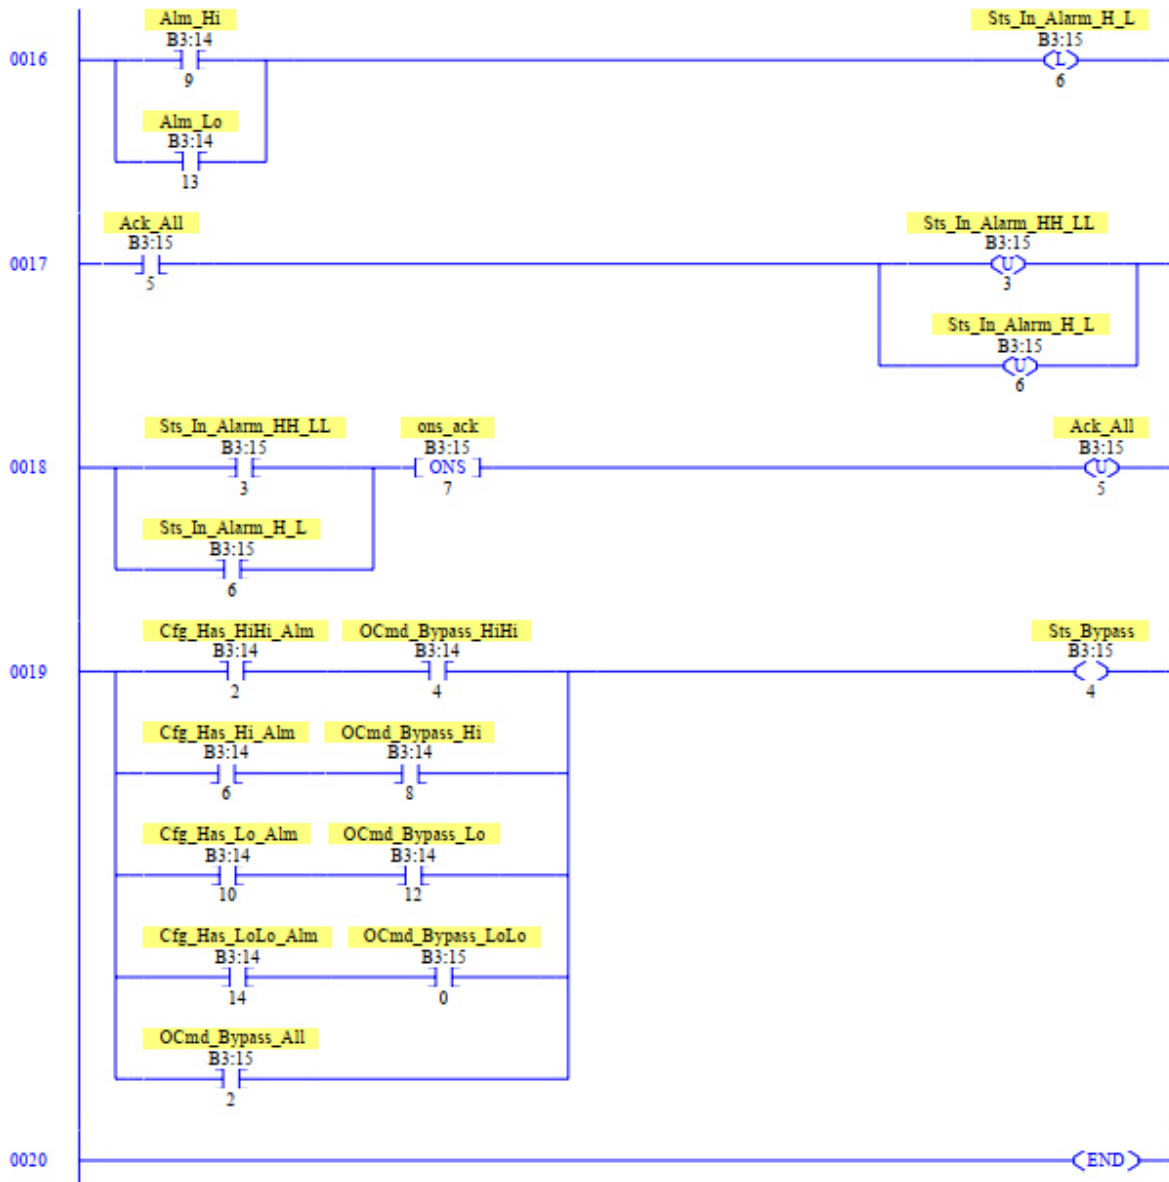 Alm_Hi Sts_In_Alarm_H_L
B3:14 B3:15
0016 L
9 6
Alm_Lo
B3:14
13
Ack_All Sts_In_Alarm_HH_LL
B3:15 B3:15
0017 U
5 3
Sts_In_Alarm_H_L
B3:15
U
6
Sts_In_Alarm_HH_LL ons_ack Ack_All
B3:15 B3:15 B3:15
0018 ONS U
3 7 5
Sts_In_Alarm_H_L
B3:15
6
Cfg_Has_HiHi_Alm OCmd_Bypass_HiHi Sts_Bypass
B3:14 B3:14 B3:15
0019
2 4 4
Cfg_Has_Hi_Alm OCmd_Bypass_Hi
B3:14 B3:14
6 8
Cfg_Has_Lo_Alm OCmd_Bypass_Lo
B3:14 B3:14
10 12
Cfg_Has_LoLo_Alm OCmd_Bypass_LoLo
B3:14 B3:15
14 0
OCmd_Bypass_All
B3:15
2
0020 END